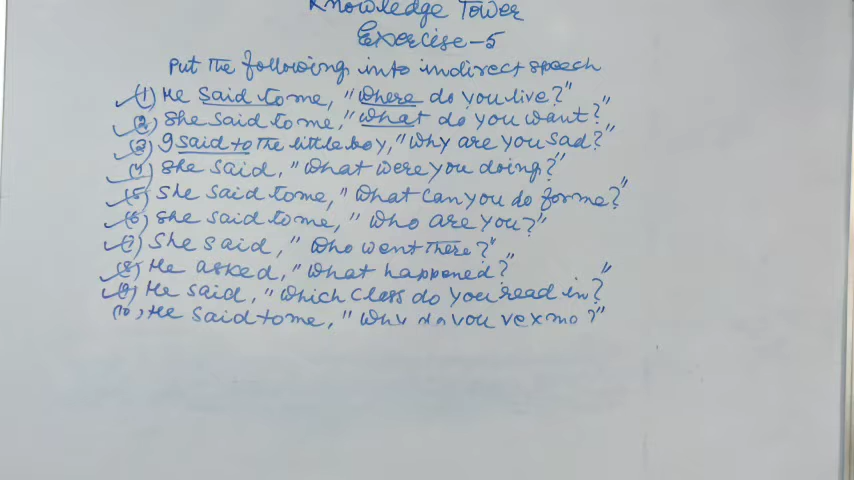 Knowledge Tower
Exercise-5
Put the following into indirect speech
(1) He said to me, "Where do you live?"
(2) She said to me, "What do you want?"
(3) I said to the little boy, "Why are you sad?"
(4) She said, "What were you doing?"
(5) She said to me, "What can you do for me?"
(6) She said to me, "Who are you?"
(7) She said, "Who went There?"
(8) He asked, "What happened?"
(9) He said, "Which class do you read in?"
(10) He said to me, "Why do you vex me?"